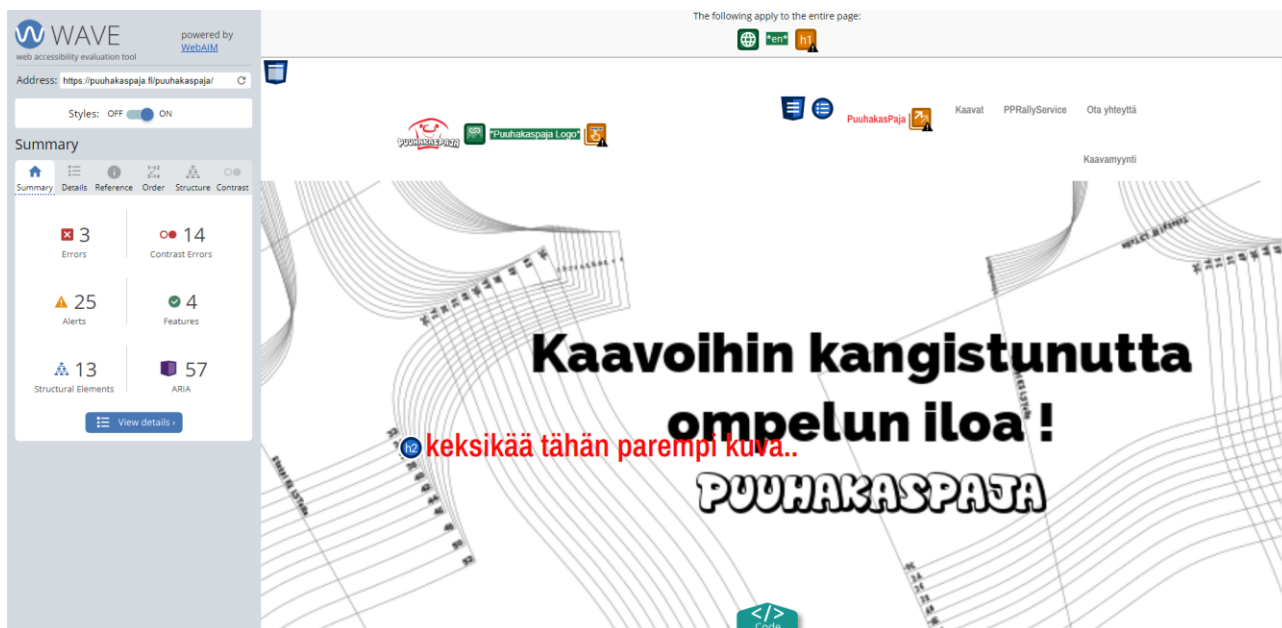 WAVE
web accessibility evaluation tool
powered by
WebAIM
Address: https://puuhakaspaja.fi/puuhakaspaja/
Styles: OFF ON
Summary
Summary Details Reference Order Structure Contrast
3
Errors
14
Contrast Errors
25
Alerts
4
Features
13
Structural Elements
57
ARIA
View details ›
The following apply to the entire page:
*en* h1
PUUHAKASPAJA
*Puuhakaspaja Logo*
PuuhakasPaja
Kaavat PPRallyService Ota yhteyttä
Kaavamyynti
Kaavoihin kangistunutta
ompelun iloa !
h2 keksikää tähän parempi kuva..
PUUHAKASPAJA
</>
Code